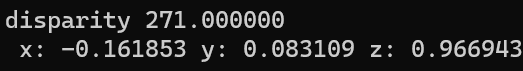 disparity 271.000000
 x: -0.161853 y: 0.083109 z: 0.966943